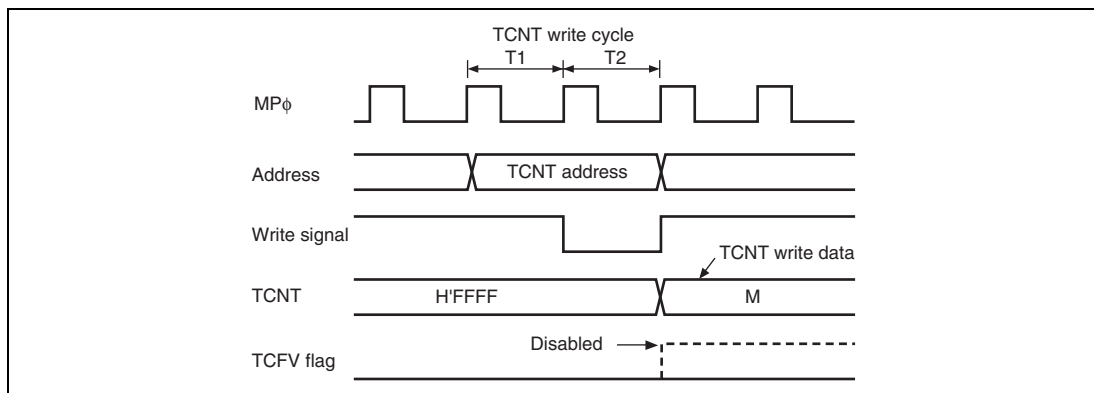 TCNT write cycle
T1 T2
MPϕ
Address TCNT address
Write signal
TCNT write data
TCNT H'FFFF M
Disabled
TCFV flag